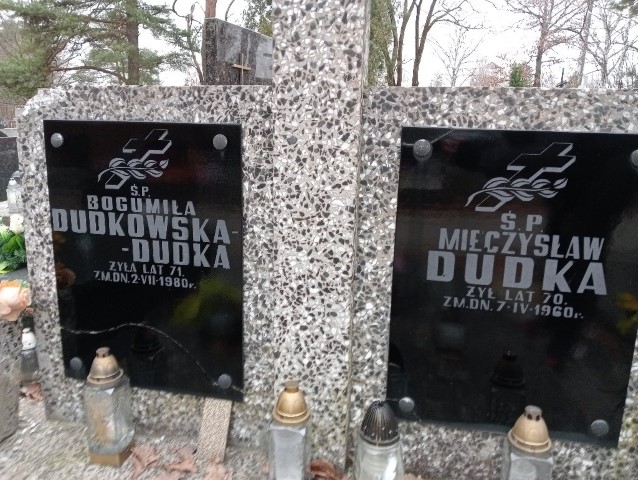 Ś.P.
BOGUMIŁA
DUDKOWSKA-
-DUDKA
ŻYŁA LAT 71.
ZM.DN.2-VII-1980r.
Ś.P.
MIECZYSŁAW
DUDKA
ŻYŁ LAT 70.
ZM.DN.7-IV-1960r.